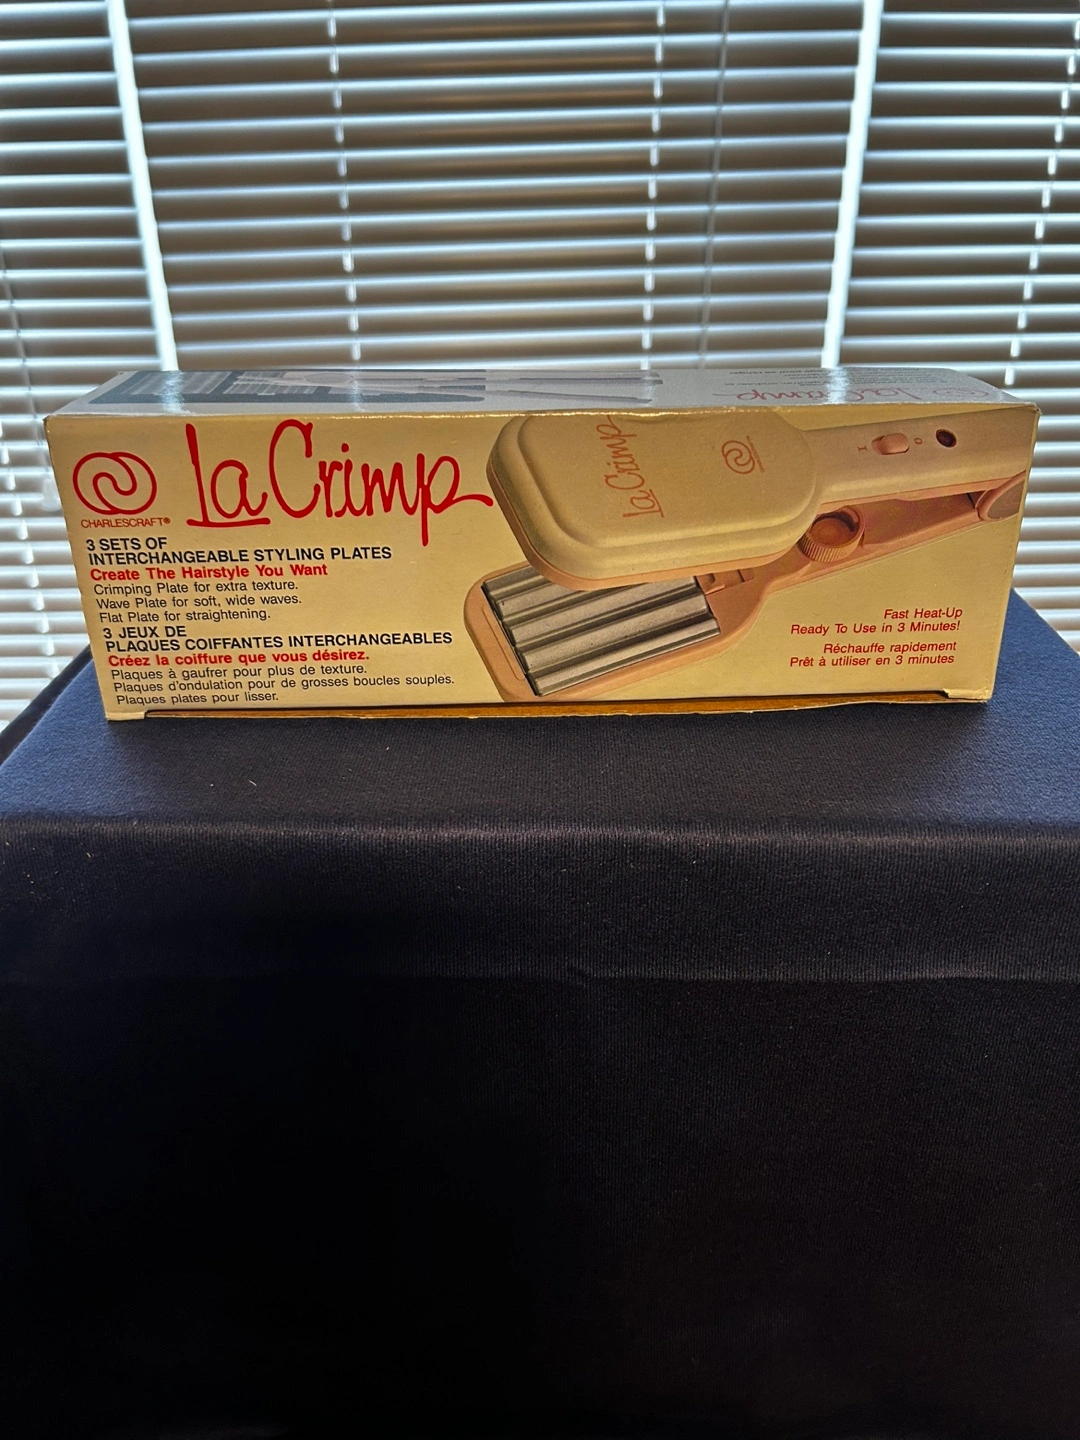 La Crimp
CHARLESCRAFT®
3 SETS OF
INTERCHANGEABLE STYLING PLATES
Create The Hairstyle You Want
Crimping Plate for extra texture.
Wave Plate for soft, wide waves.
Flat Plate for straightening.
3 JEUX DE
PLAQUES COIFFANTES INTERCHANGEABLES
Créez la coiffure que vous désirez.
Plaques à gaufrer pour plus de texture.
Plaques d'ondulation pour de grosses boucles souples.
Plaques plates pour lisser.
La Crimp
I O
Fast Heat-Up
Ready To Use in 3 Minutes!
Réchauffe rapidement
Prêt à utiliser en 3 minutes
La Crimp